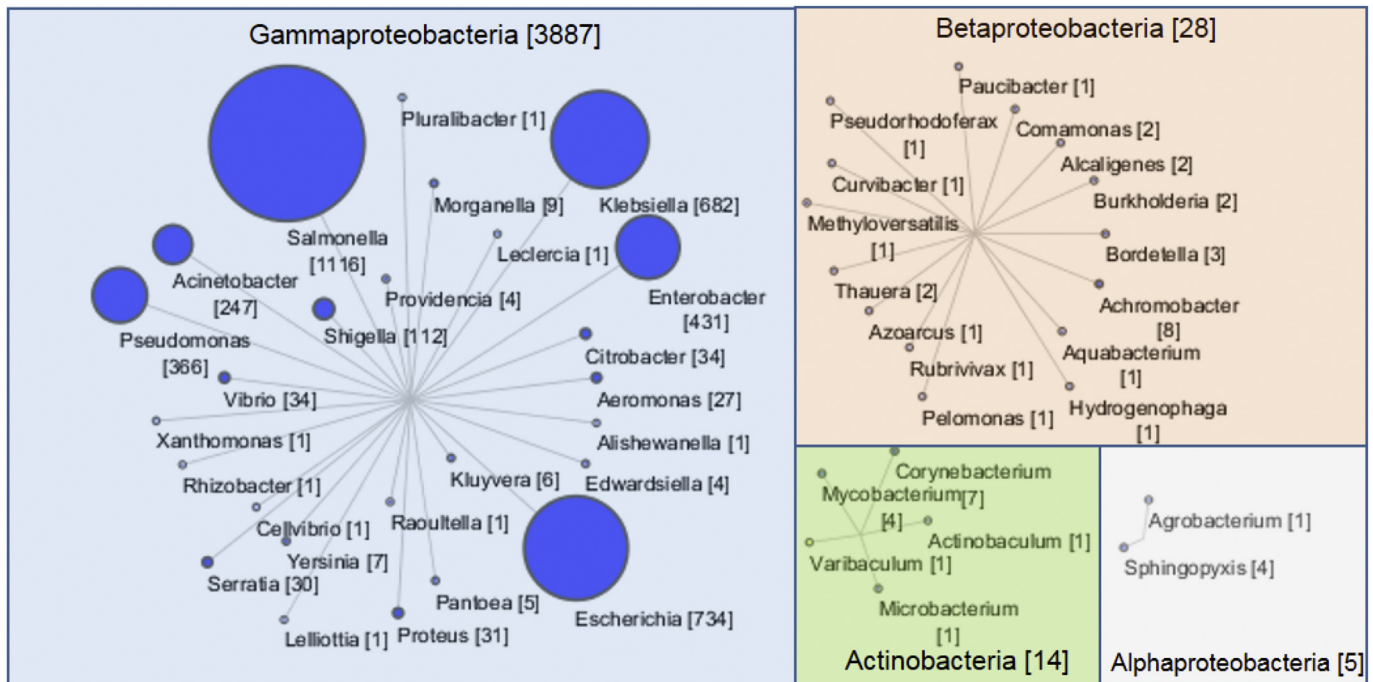 Gammaproteobacteria [3887]
Pluralibacter [1]
Morganella [9]
Klebsiella [682]
Salmonella
[1116]
Leclercia [1]
Acinetobacter
[247]
Providencia [4]
Enterobacter
[431]
Shigella [112]
Pseudomonas
[366]
Citrobacter [34]
Vibrio [34]
Aeromonas [27]
Xanthomonas [1]
Alishewanella [1]
Rhizobacter [1]
Kluyvera [6]
Edwardsiella [4]
Cellvibrio [1]
Raoultella [1]
Yersinia [7]
Serratia [30]
Pantoea [5]
Escherichia [734]
Lelliottia [1]
Proteus [31]
Betaproteobacteria [28]
Paucibacter [1]
Pseudorhodoferax
[1]
Comamonas [2]
Alcaligenes [2]
Curvibacter [1]
Burkholderia [2]
Methyloversatilis
[1]
Bordetella [3]
Thauera [2]
Achromobacter
[8]
Azoarcus [1]
Aquabacterium
[1]
Rubrivivax [1]
Pelomonas [1]
Hydrogenophaga
[1]
Corynebacterium
[7]
Mycobacterium
[4]
Actinobaculum [1]
Varibaculum [1]
Microbacterium
[1]
Actinobacteria [14]
Agrobacterium [1]
Sphingopyxis [4]
Alphaproteobacteria [5]